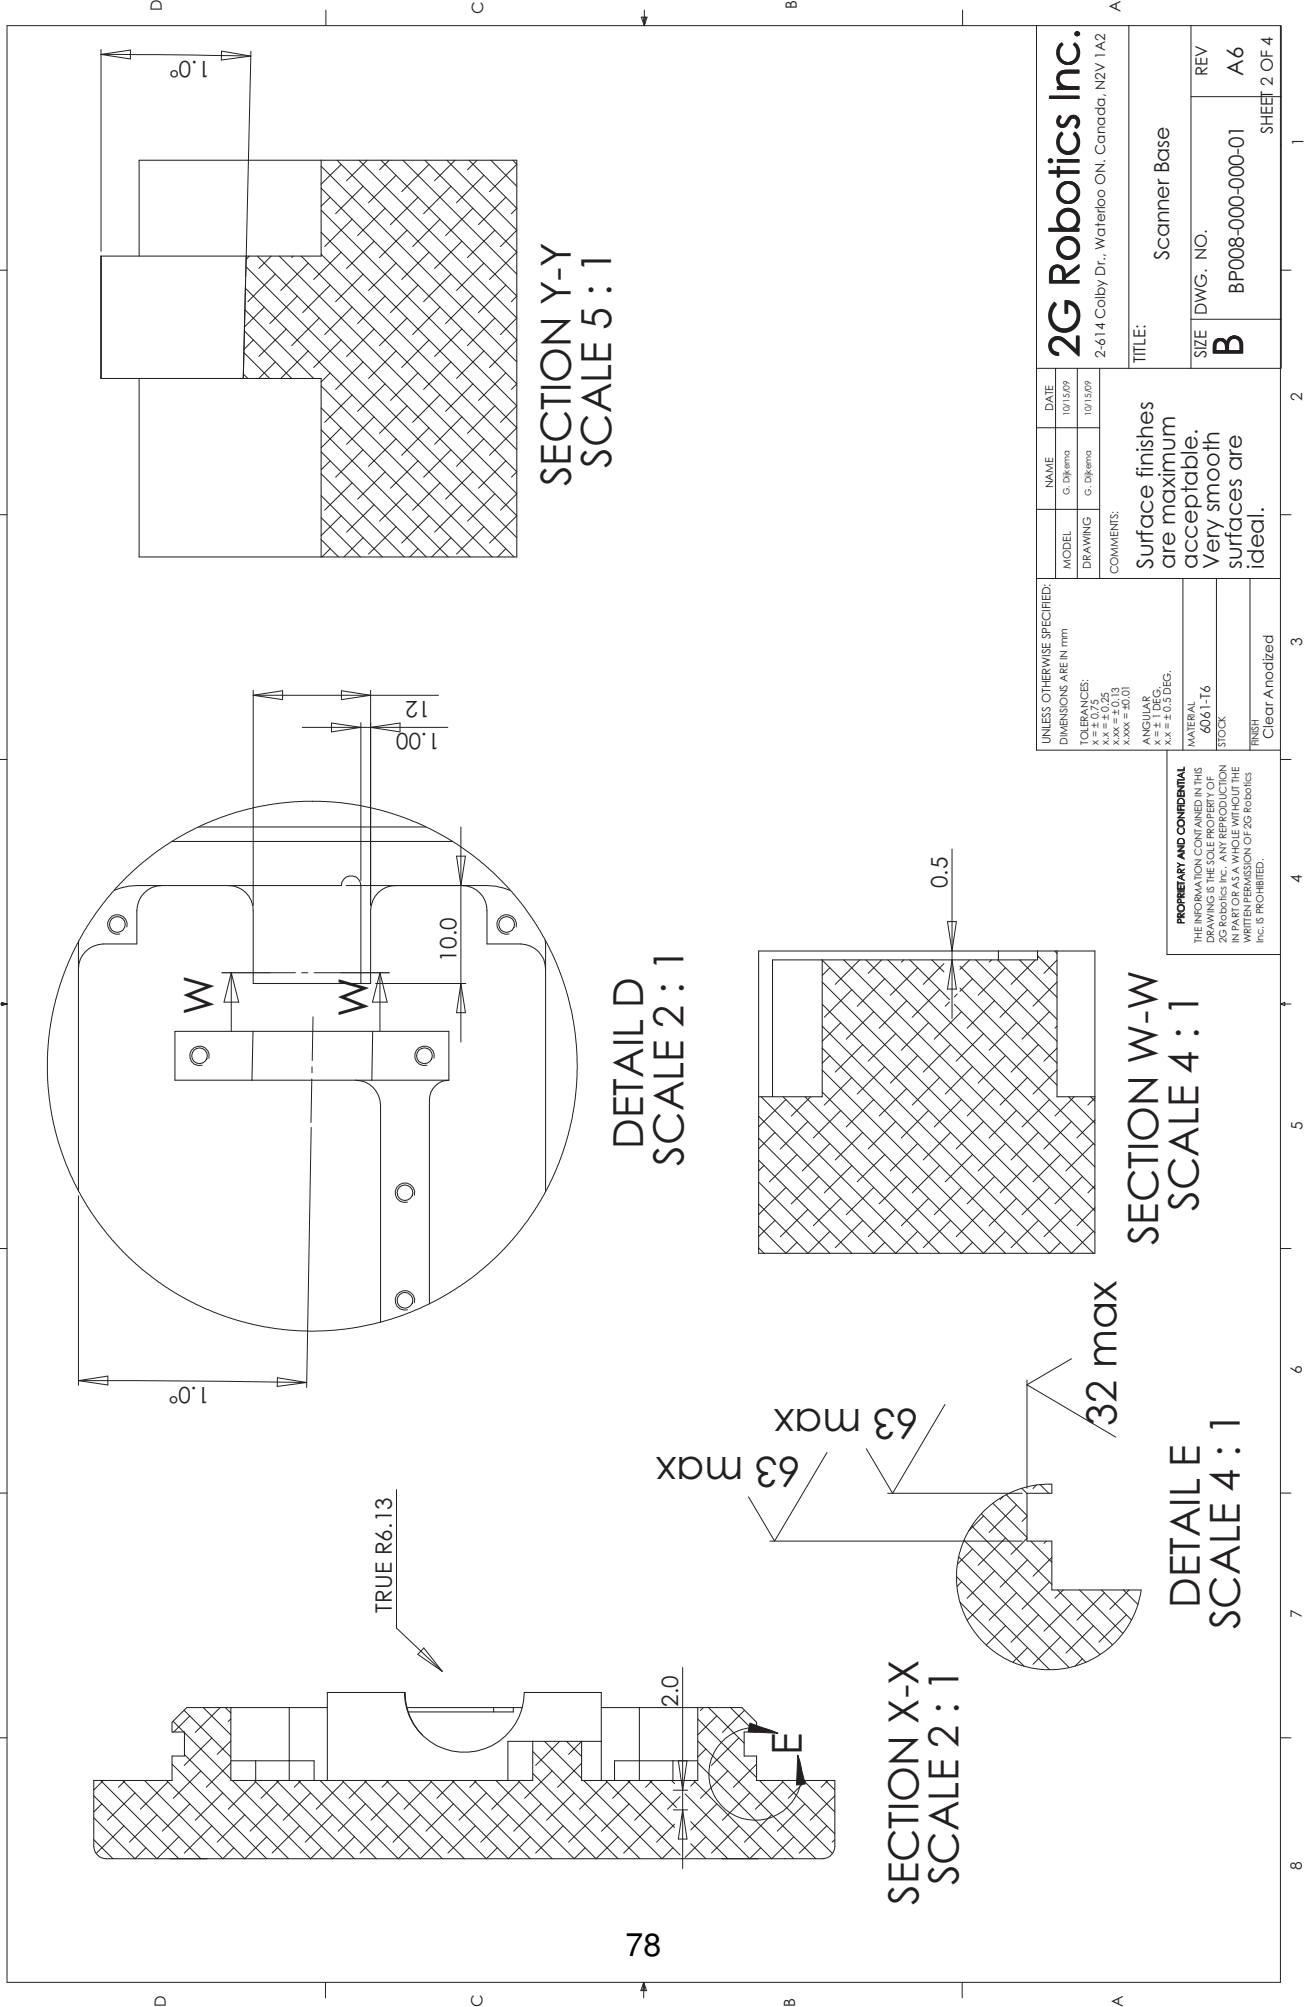 D
C
B
A
1.0°
SECTION Y-Y
SCALE 5 : 1
12
1.00
10.0
W
W
1.0°
DETAIL D
SCALE 2 : 1
0.5
SECTION W-W
SCALE 4 : 1
TRUE R6.13
2.0
E
SECTION X-X
SCALE 2 : 1
63 max
63 max
32 max
DETAIL E
SCALE 4 : 1
PROPRIETARY AND CONFIDENTIAL
THE INFORMATION CONTAINED IN THIS
DRAWING IS THE SOLE PROPERTY OF
2G Robotics Inc. ANY REPRODUCTION
IN PART OR AS A WHOLE WITHOUT THE
WRITTEN PERMISSION OF 2G Robotics
Inc. IS PROHIBITED.
UNLESS OTHERWISE SPECIFIED:
DIMENSIONS ARE IN mm
TOLERANCES:
X = ± 0.75
X.X = ± 0.25
X.XX = ± 0.13
X.XXX = ±0.01
ANGULAR
X = ± 1 DEG.
X.X = ± 0.5 DEG.
MATERIAL
6061-T6
STOCK
FINISH
Clear Anodized
NAME DATE
MODEL G. Dijkema 10/15/09
DRAWING G. Dijkema 10/15/09
COMMENTS:
Surface finishes
are maximum
acceptable.
Very smooth
surfaces are
ideal.
2G Robotics Inc.
2-614 Colby Dr., Waterloo ON. Canada, N2V 1A2
TITLE:
Scanner Base
SIZE DWG. NO. REV
B BP008-000-000-01 A6
SHEET 2 OF 4
8
7
6
5
4
3
2
1
D
C
B
A
78